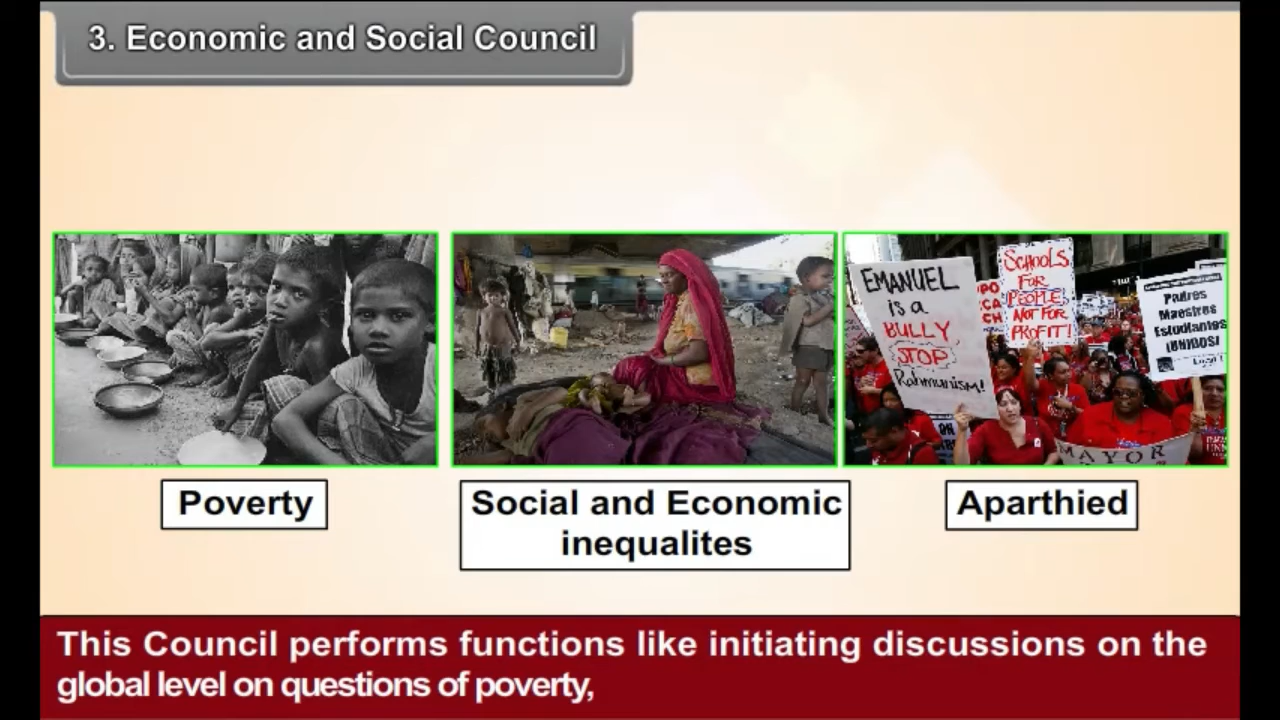 3. Economic and Social Council
EMANUEL
is a
BULLY
STOP
Rahmunism!
SCHOOLS
FOR
PEOPLE,
NOT FOR
PROFIT!
Padres
Maestros
Estudiantes
¡UNIDOS!
MAYOR
Poverty
Social and Economic
inequalites
Aparthied
This Council performs functions like initiating discussions on the
global level on questions of poverty,